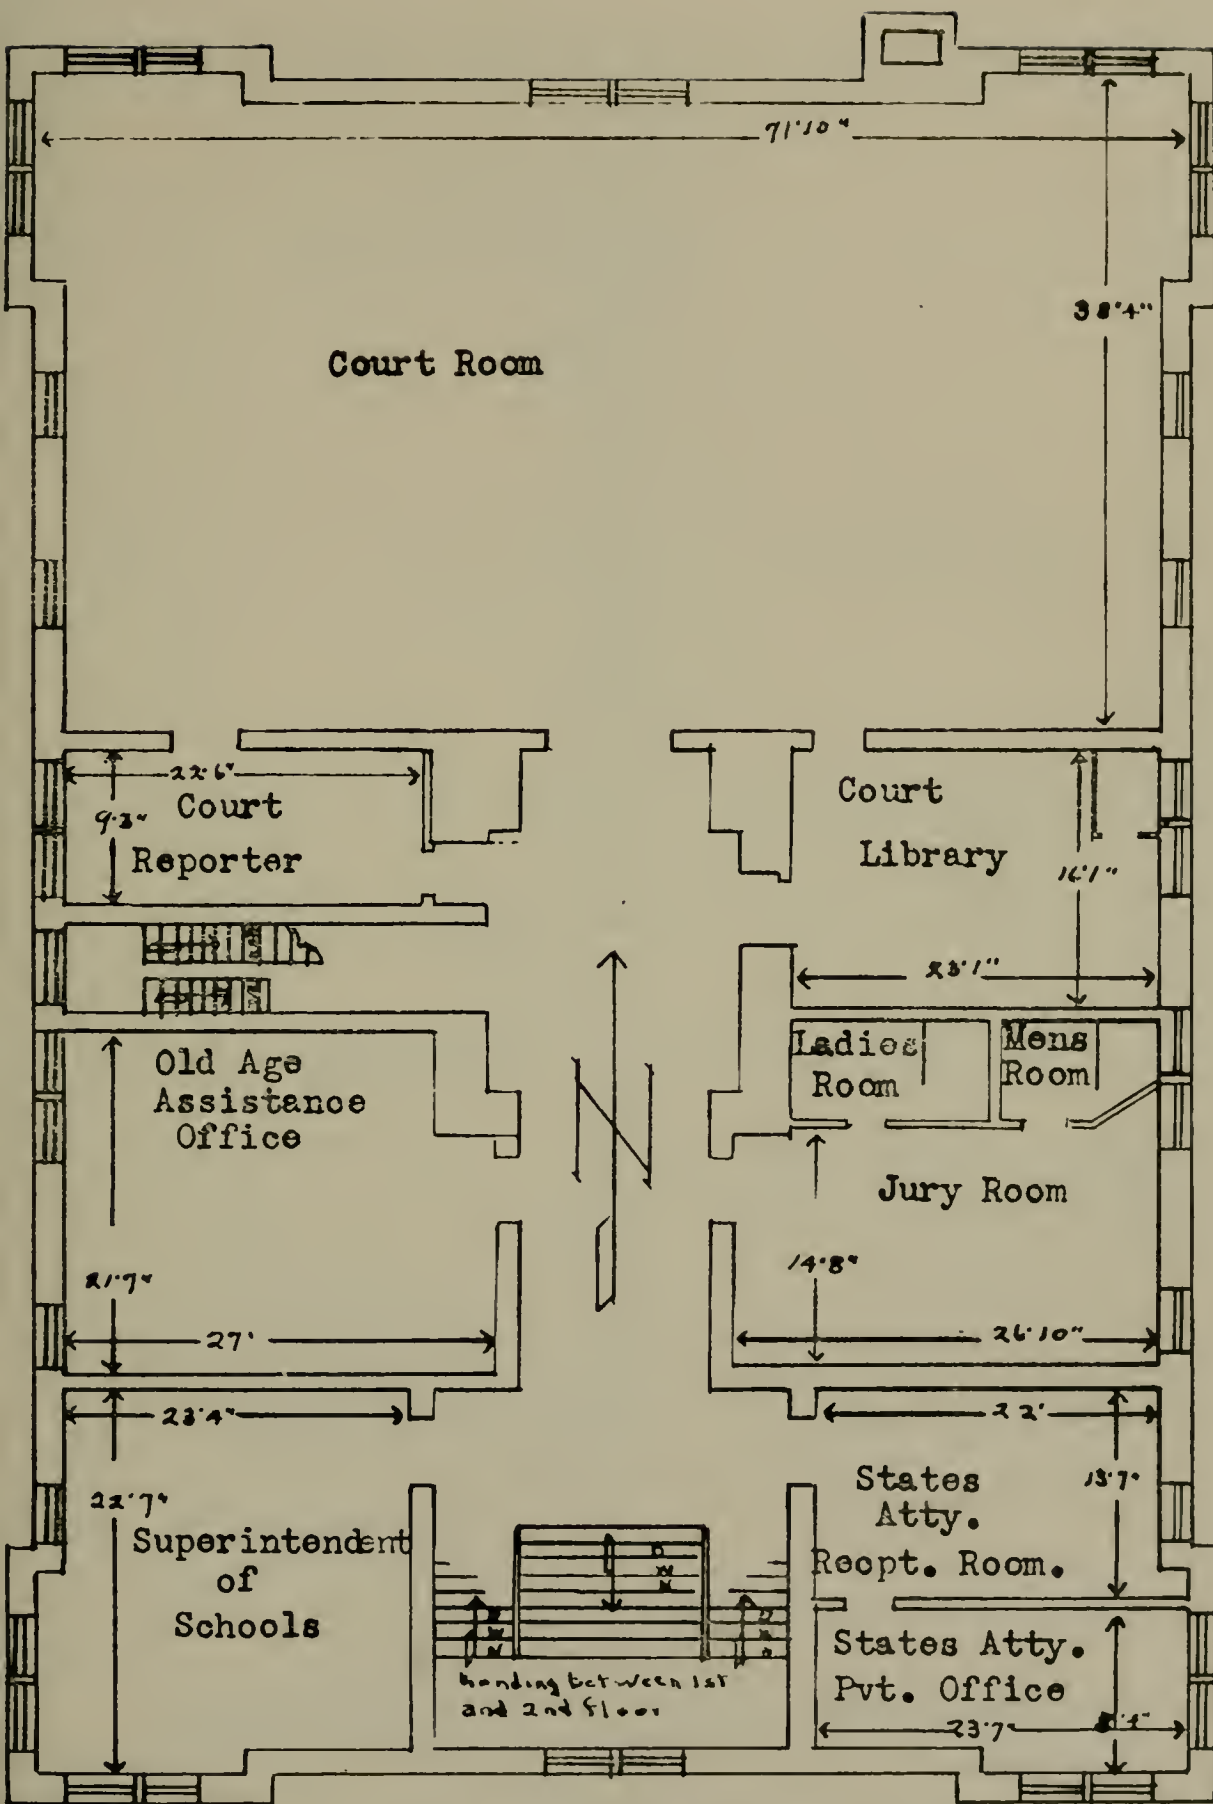 71'10"
38'4"
Court Room
22'6"
9'3"
Court
Reporter
Court
Library
16'1"
23'1"
Old Age
Assistance
Office
Ladies
Room
Mens
Room
N
Jury Room
21'7"
27'
14'8"
26'10"
23'4"
22'
22'7"
13'7"
Superintendent
of
Schools
States
Atty.
Recpt. Room.
States Atty.
Pvt. Office
23'7"
Landing between 1st
and 2nd floor